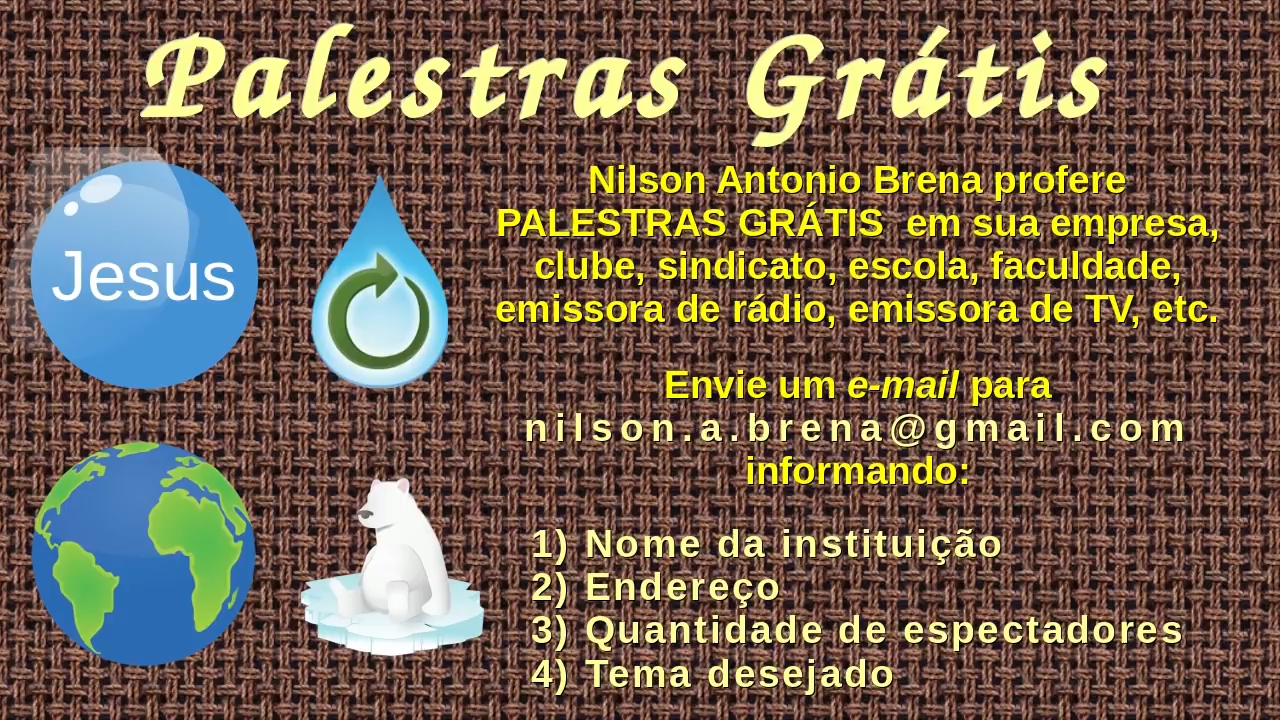 Palestras Grátis
Jesus
Nilson Antonio Brena profere
PALESTRAS GRÁTIS em sua empresa,
clube, sindicato, escola, faculdade,
emissora de rádio, emissora de TV, etc.
Envie um e-mail para
nilson.a.brena@gmail.com
informando:
1) Nome da instituição
2) Endereço
3) Quantidade de espectadores
4) Tema desejado